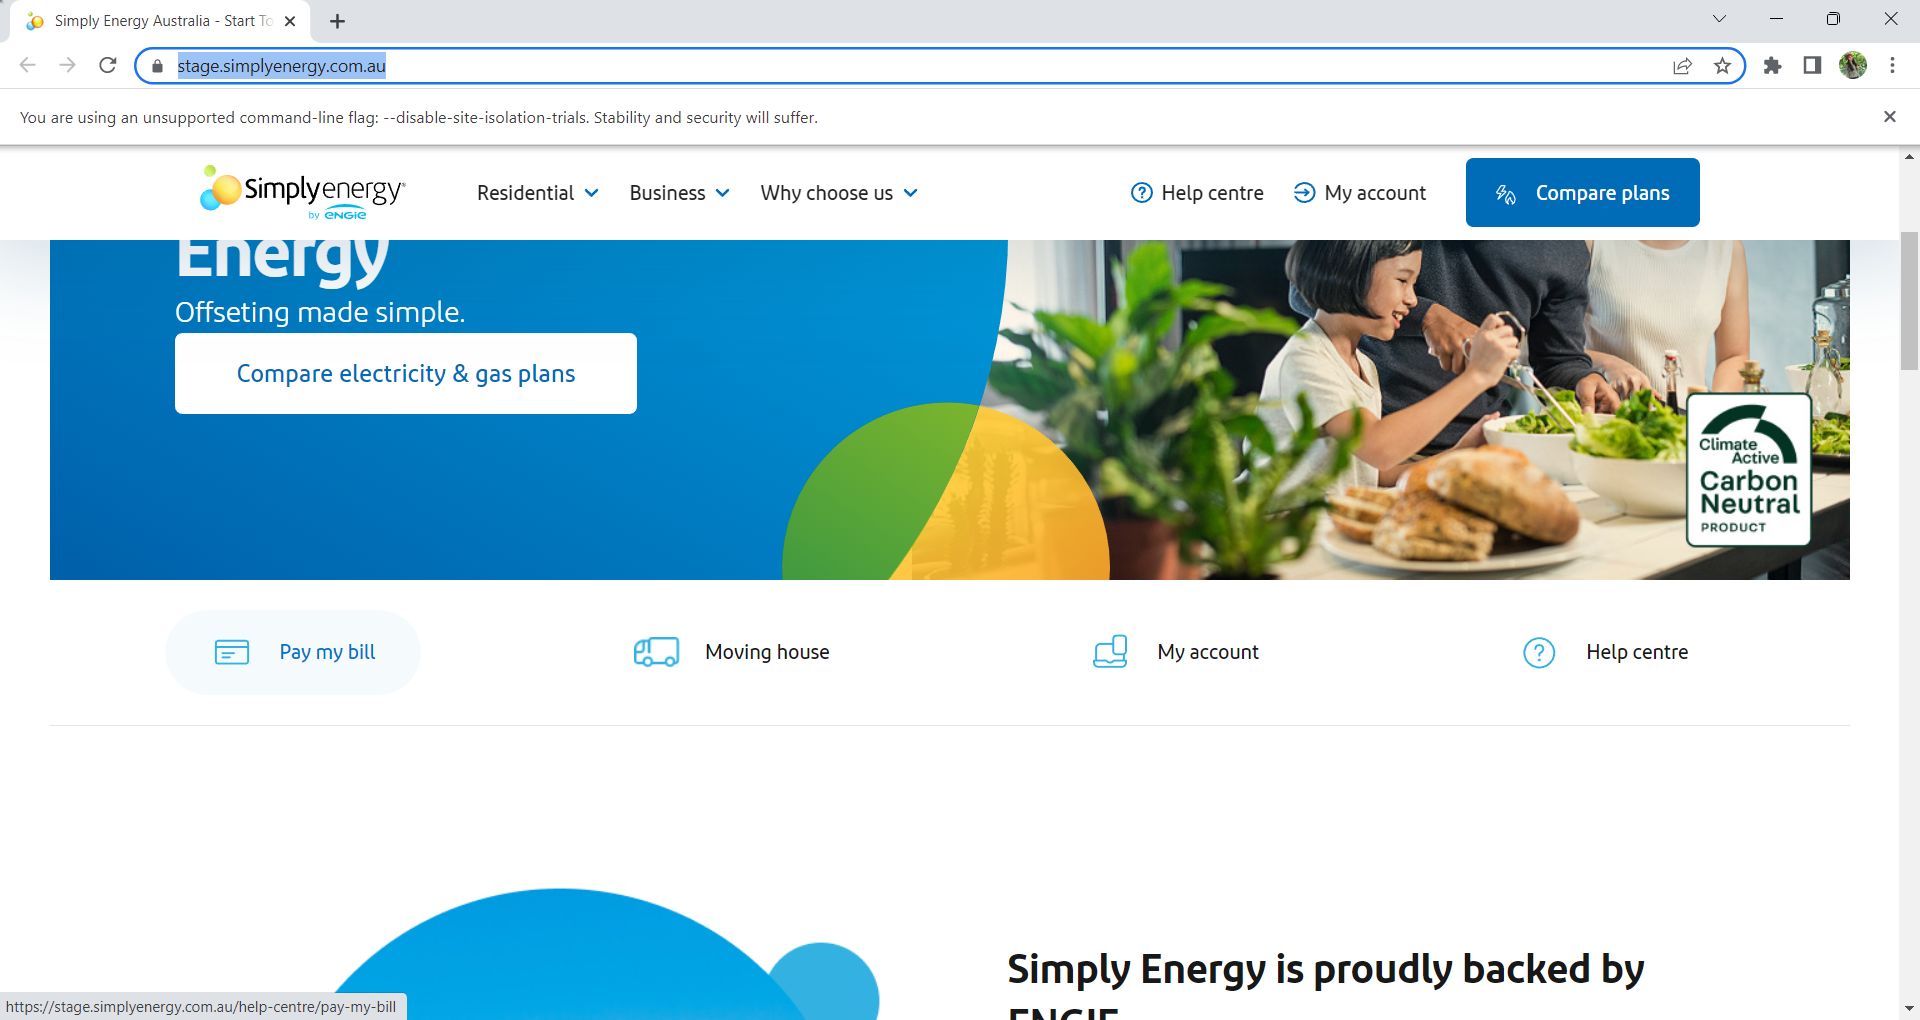 Simply Energy Australia - Start To
stage.simplyenergy.com.au
You are using an unsupported command-line flag: --disable-site-isolation-trials. Stability and security will suffer.
Simplyenergy
by ENGIE
Residential
Business
Why choose us
Help centre
My account
Compare plans
Energy
Offseting made simple.
Compare electricity & gas plans
Climate
Active
Carbon
Neutral
PRODUCT
Pay my bill
Moving house
My account
Help centre
Simply Energy is proudly backed by
ENGIE
https://stage.simplyenergy.com.au/help-centre/pay-my-bill